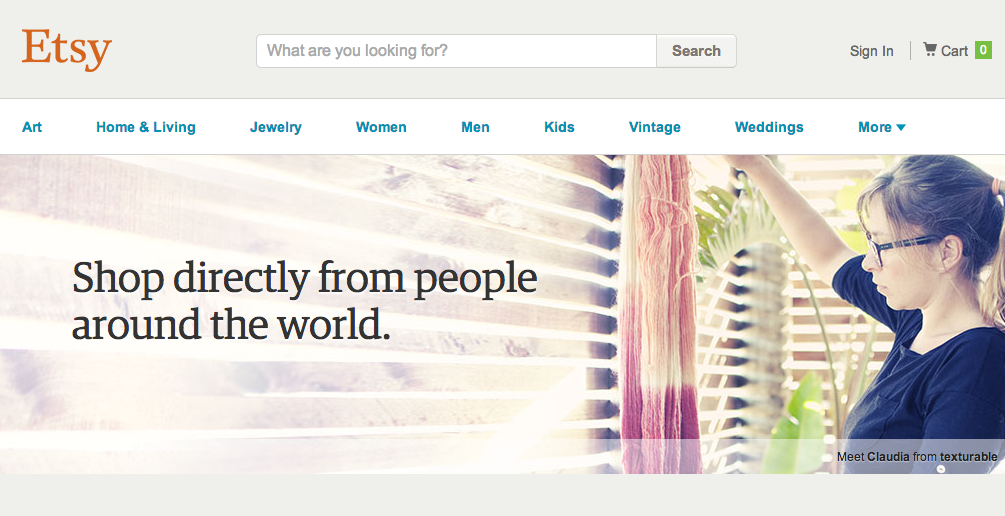 Etsy
What are you looking for?
Search
Sign In
Cart 0
Art Home & Living Jewelry Women Men Kids Vintage Weddings More
Shop directly from people
around the world.
Meet Claudia from texturable